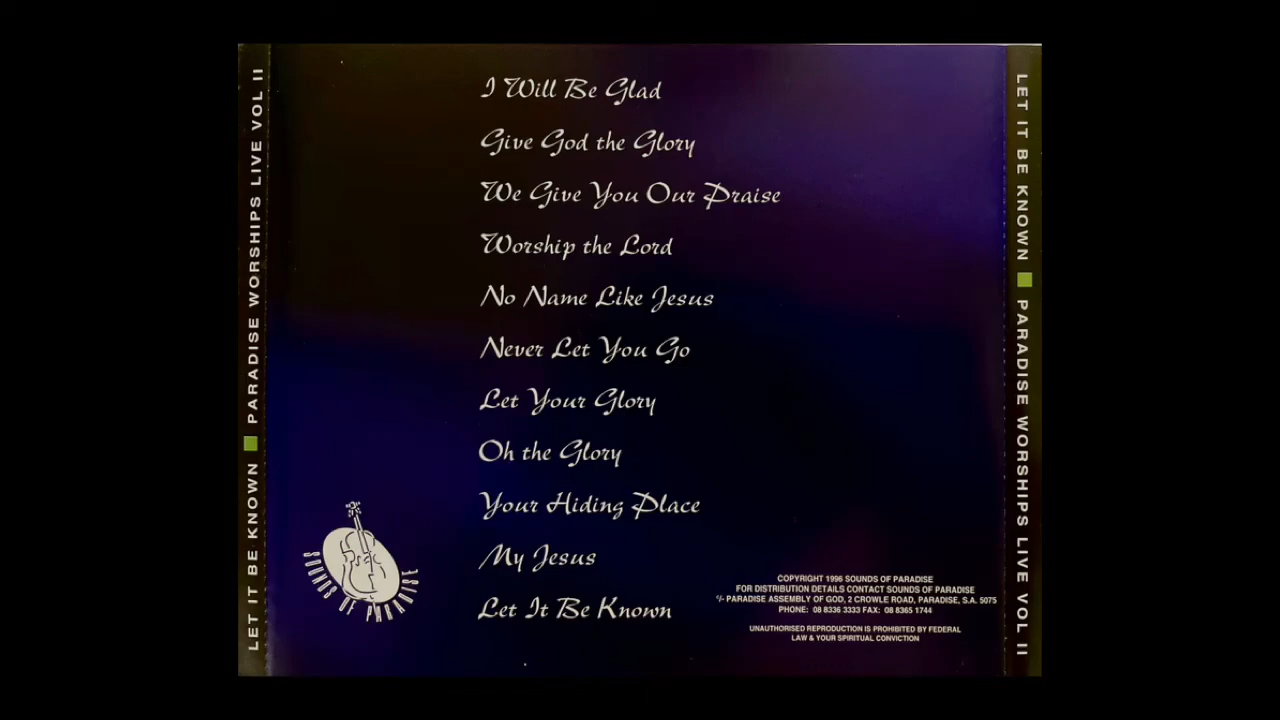 LET IT BE KNOWN PARADISE WORSHIPS LIVE VOL II
I Will Be Glad
Give God the Glory
We Give You Our Praise
Worship the Lord
No Name Like Jesus
Never Let You Go
Let Your Glory
Oh the Glory
Your Hiding Place
My Jesus
Let It Be Known
SOUNDS OF PARADISE
COPYRIGHT 1996 SOUNDS OF PARADISE
FOR DISTRIBUTION DETAILS CONTACT SOUNDS OF PARADISE
C/- PARADISE ASSEMBLY OF GOD, 2 CROWLE ROAD, PARADISE, S.A. 5075
PHONE: 08 8336 3333 FAX: 08 8365 1744
UNAUTHORISED REPRODUCTION IS PROHIBITED BY FEDERAL
LAW & YOUR SPIRITUAL CONVICTION
LET IT BE KNOWN PARADISE WORSHIPS LIVE VOL II